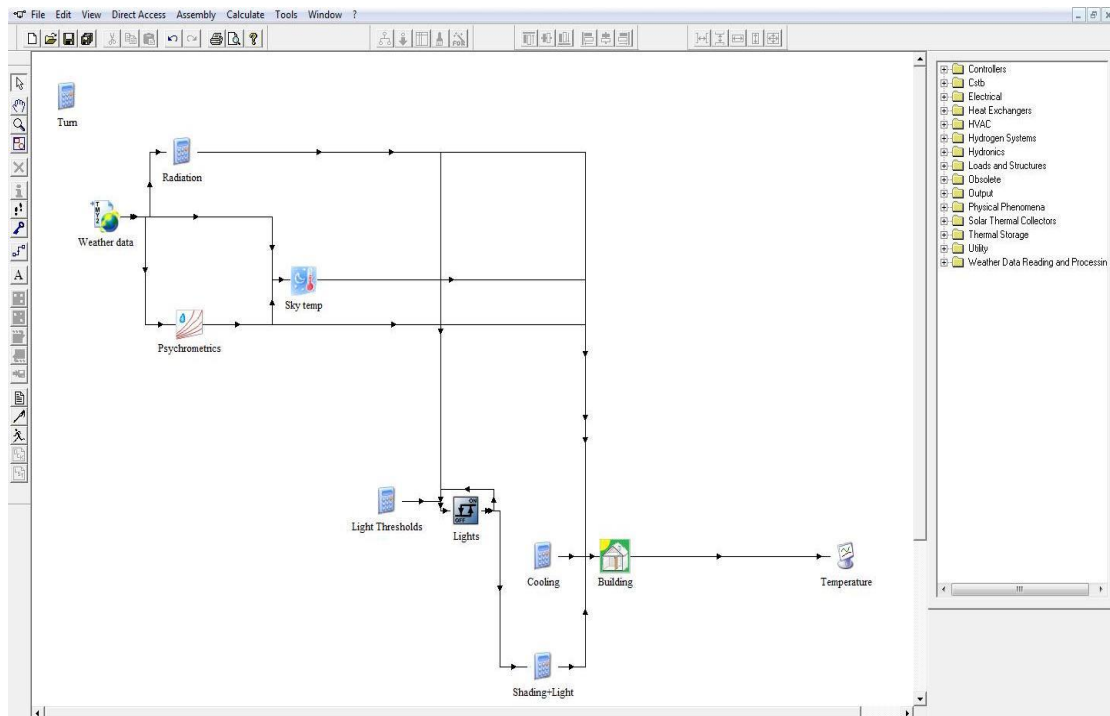 File Edit View Direct Access Assembly Calculate Tools Window ?
Turn
Radiation
Weather data
Sky temp
Psychrometrics
Light Thresholds
Lights
ON
OFF
Cooling
Building
Temperature
Shading+Light
Controllers
Cstb
Electrical
Heat Exchangers
HVAC
Hydrogen Systems
Hydronics
Loads and Structures
Obsolete
Output
Physical Phenomena
Solar Thermal Collectors
Thermal Storage
Utility
Weather Data Reading and Processin